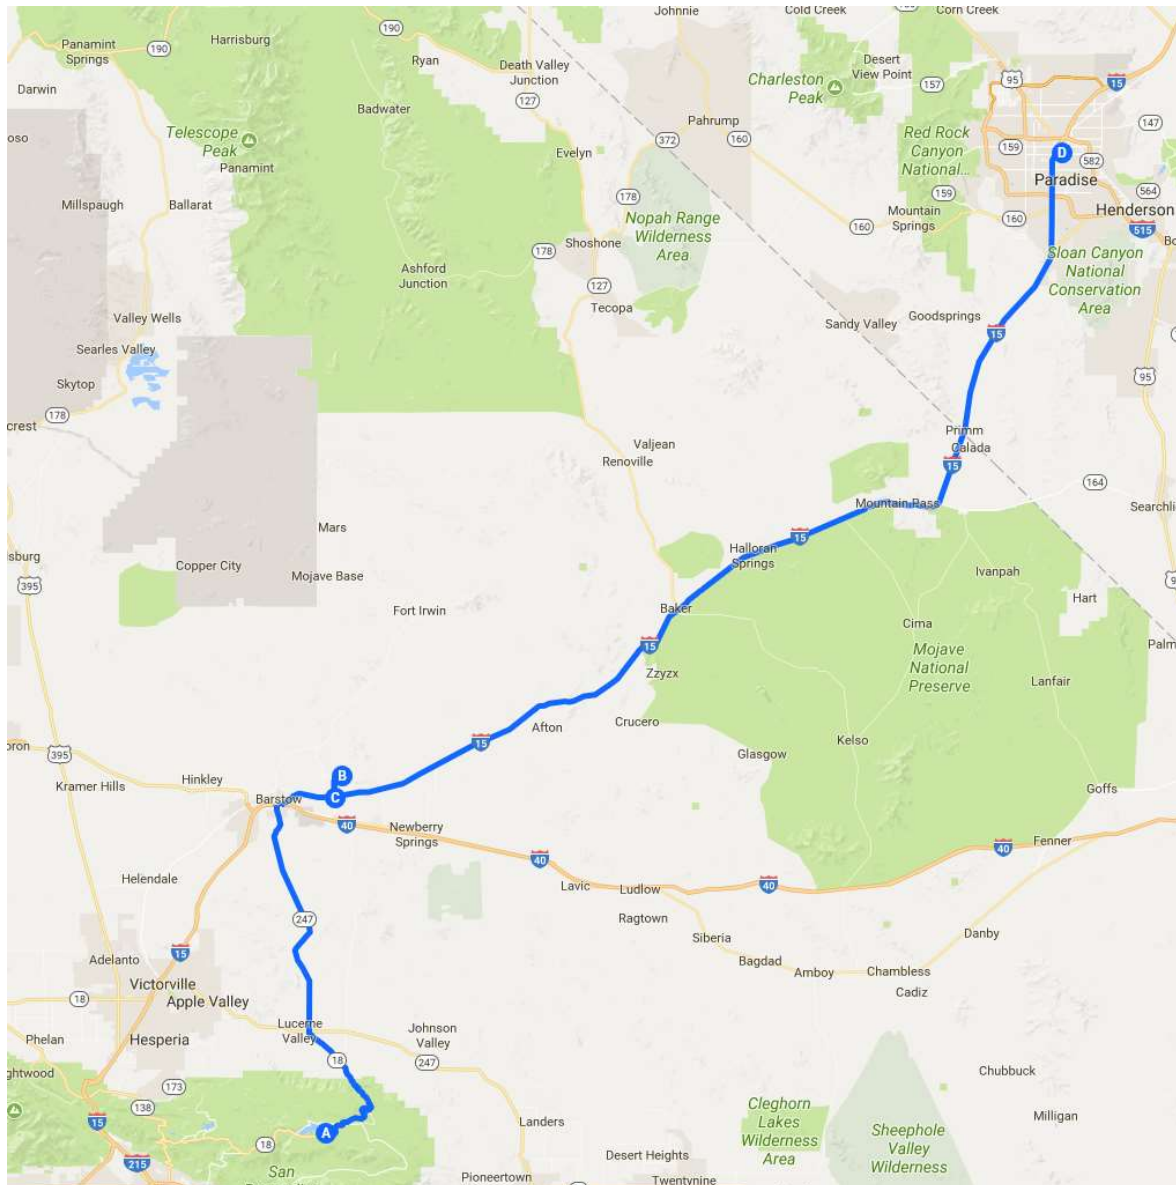 Johnnie
Cold Creek
Corn Creek
Harrisburg
Panamint
Springs
190
190
Ryan
Death Valley
Junction
127
Desert
View Point
157
95
15
Darwin
Charleston
Peak
Badwater
Telescope
Peak
Panamint
Pahrump
160
372
Evelyn
Red Rock
Canyon
National...
159
147
D
582
Paradise
564
Henderson
515
Millspaugh
Ballarat
178
Nopah Range
Wilderness
Area
160
Mountain
Springs
159
160
Shoshone
178
Ashford
Junction
127
Tecopa
Sloan Canyon
National
Conservation
Area
Valley Wells
Searles Valley
Skytop
178
crest
Sandy Valley
Goodsprings
15
95
Valjean
Renoville
Primm
Calada
15
164
Searchli
Mountain Pass
Mars
Copper City
Mojave Base
Fort Irwin
395
Halloran
Springs
15
Ivanpah
Hart
Baker
Cima
15
Zzyzx
Mojave
National
Preserve
Lanfair
Palm
Crucero
Afton
15
Kelso
Glasgow
395
oron
Kramer Hills
Hinkley
B
C
Barstow
40
Newberry
Springs
Goffs
40
Fenner
40
Lavic
Ludlow
40
Ragtown
Helendale
247
Siberia
Danby
Bagdad
Amboy
Chambless
Cadiz
15
Adelanto
Victorville
18
Apple Valley
Phelan
Hesperia
Lucerne
Valley
Johnson
Valley
18
247
ghtwood
173
138
15
A
18
215
San
Landers
Chubbuck
Milligan
Cleghorn
Lakes
Wilderness
Area
Sheephole
Valley
Wilderness
Desert Heights
Pioneertown
Twentynine